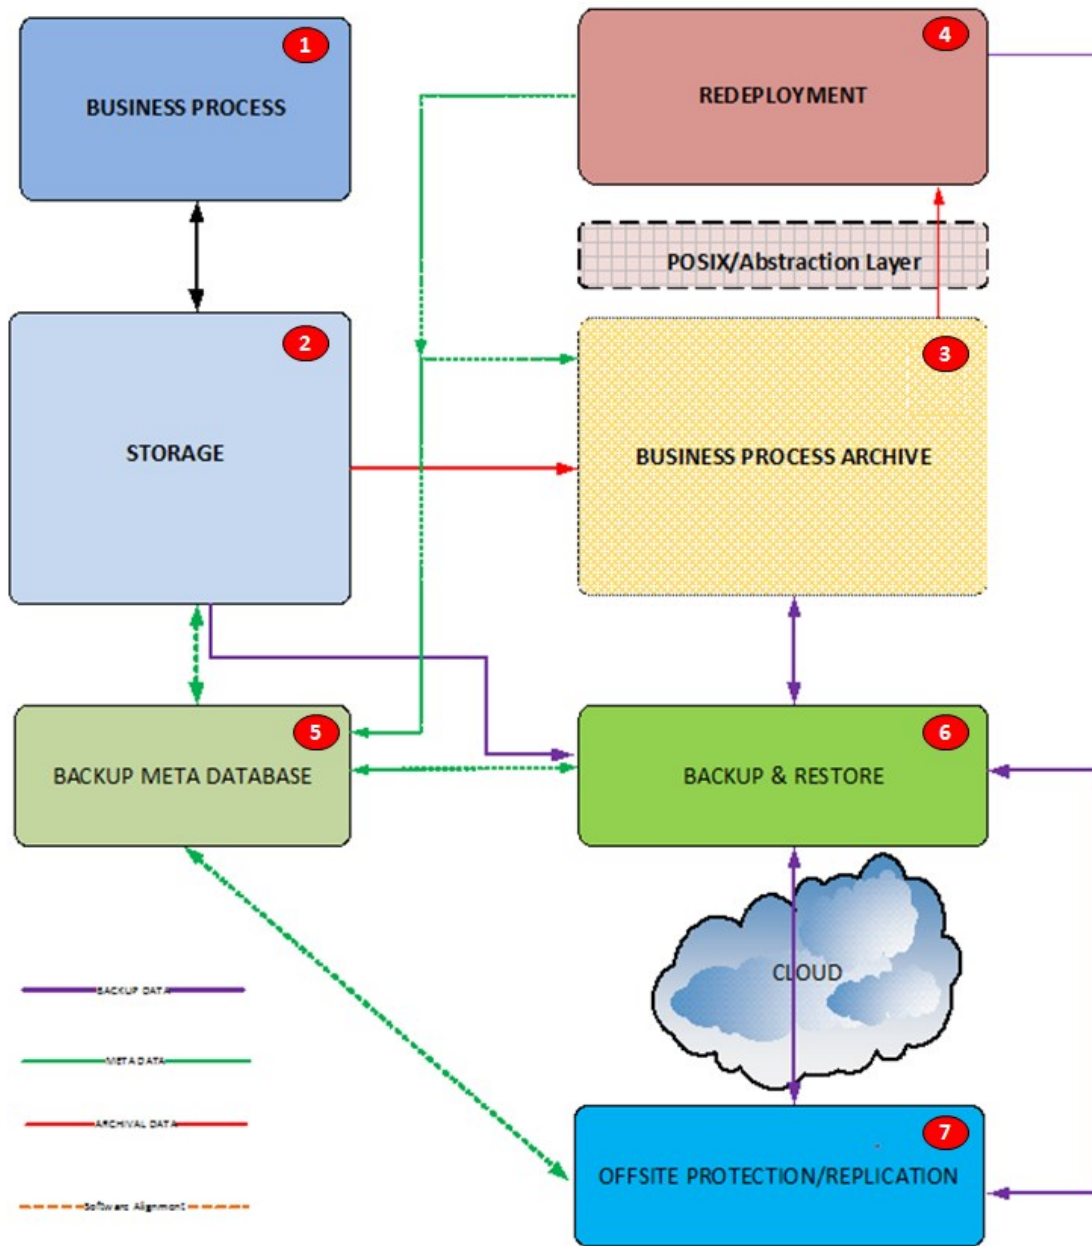 1
BUSINESS PROCESS
4
REDEPLOYMENT
POSIX/Abstraction Layer
2
STORAGE
3
BUSINESS PROCESS ARCHIVE
5
BACKUP META DATABASE
6
BACKUP & RESTORE
CLOUD
7
OFFSITE PROTECTION/REPLICATION
BACKUP DATA
META DATA
ARCHIVAL DATA
Software Alignment